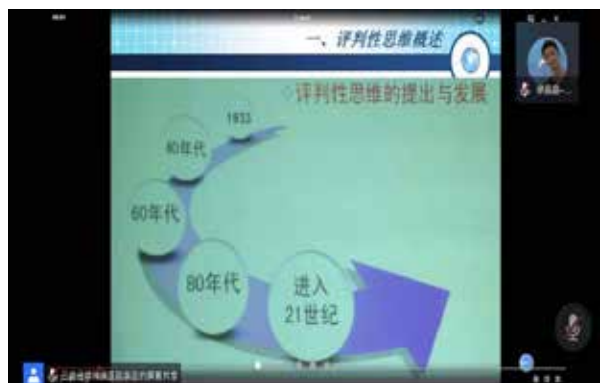 一、评判性思维概述
评判性思维的提出与发展
1933
40年代
60年代
80年代
进入
21世纪